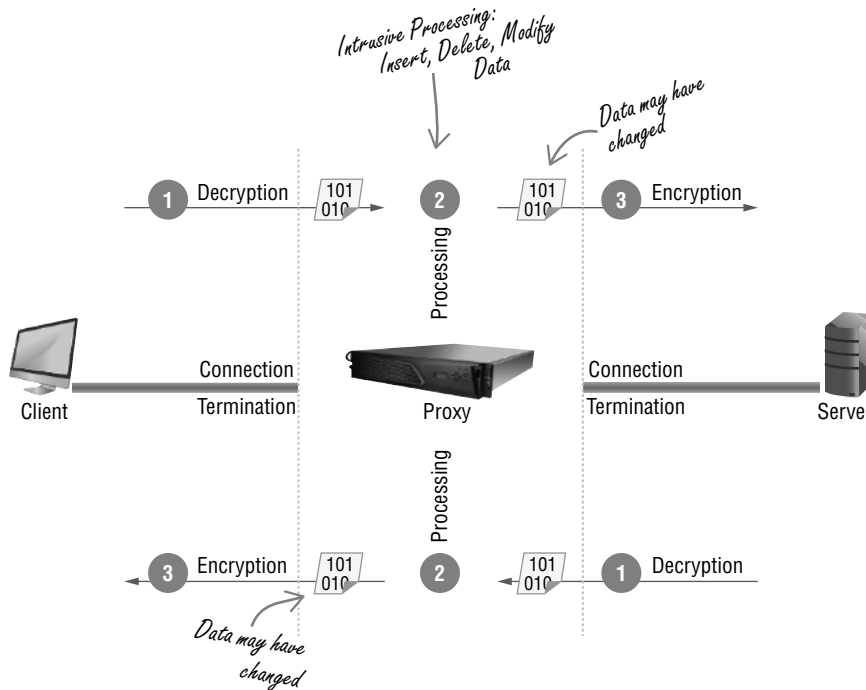 Intrusive Processing:
Insert, Delete, Modify
Data
Data may have
changed
1 Decryption
101
010
2
101
010
3 Encryption
Processing
Client
Connection
Termination
Proxy
Connection
Termination
Serve
Processing
3 Encryption
101
010
2
101
010
1 Decryption
Data may have
changed